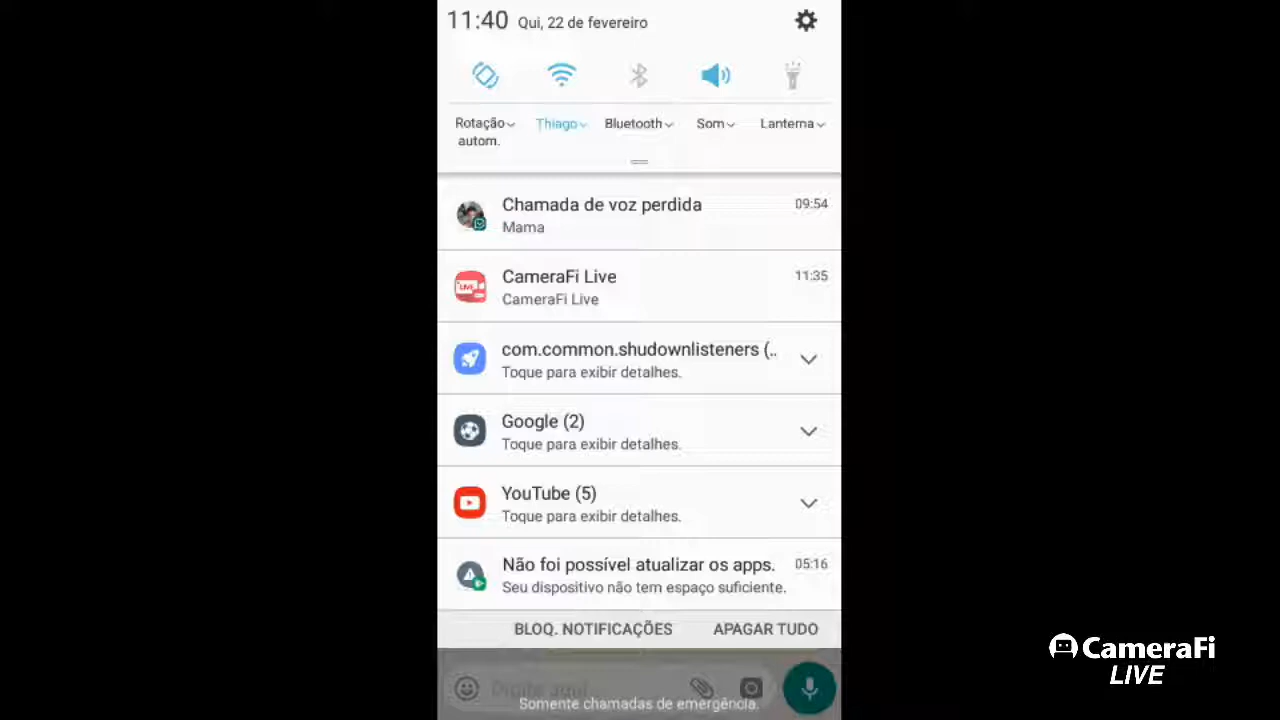 11:40 Qui, 22 de fevereiro
Rotação autom.
Thiago
Bluetooth
Som
Lanterna
Chamada de voz perdida 09:54
Mama
CameraFi Live 11:35
CameraFi Live
LIVE
com.common.shudownlisteners (..
Toque para exibir detalhes.
Google (2)
Toque para exibir detalhes.
YouTube (5)
Toque para exibir detalhes.
Não foi possível atualizar os apps. 05:16
Seu dispositivo não tem espaço suficiente.
BLOQ. NOTIFICAÇÕES APAGAR TUDO
Digite aqui...
Somente chamadas de emergência.
CameraFi
LIVE